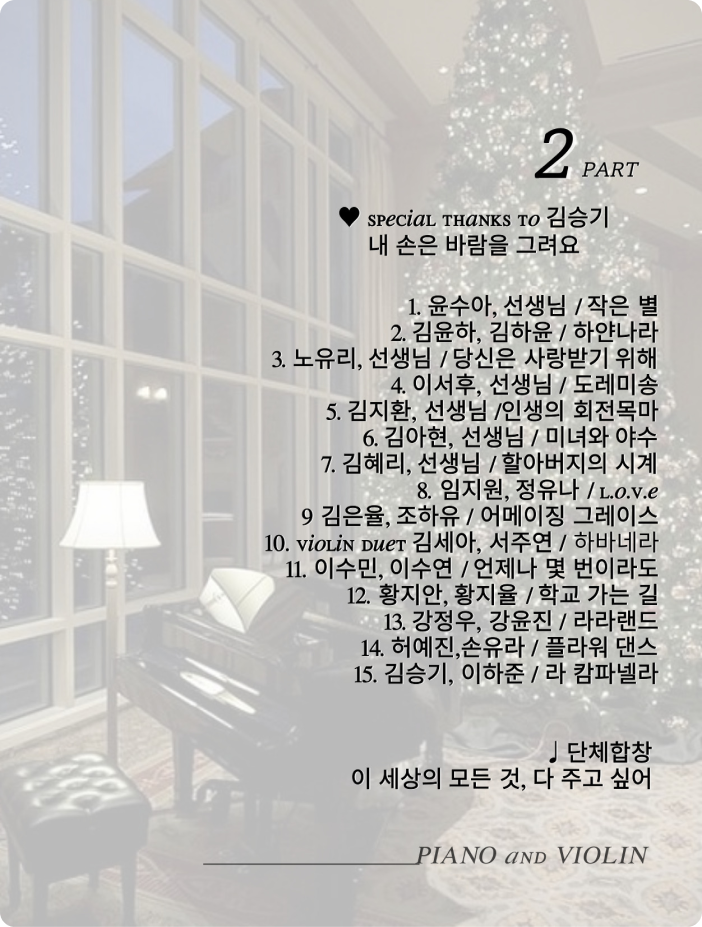 2 PART
♥ SPeciaL THaNKS To 김승기
내 손은 바람을 그려요
1. 윤수아, 선생님 / 작은 별
2. 김윤하, 김하윤 / 하얀나라
3. 노유리, 선생님 / 당신은 사랑받기 위해
4. 이서후, 선생님 / 도레미송
5. 김지환, 선생님 /인생의 회전목마
6. 김아현, 선생님 / 미녀와 야수
7. 김혜리, 선생님 / 할아버지의 시계
8. 임지원, 정유나 / L.o.v.e
9 김은율, 조하유 / 어메이징 그레이스
10. VioLiN DueT 김세아, 서주연 / 하바네라
11. 이수민, 이수연 / 언제나 몇 번이라도
12. 황지안, 황지율 / 학교 가는 길
13. 강정우, 강윤진 / 라라랜드
14. 허예진,손유라 / 플라워 댄스
15. 김승기, 이하준 / 라 캄파넬라
♩ 단체합창
이 세상의 모든 것, 다 주고 싶어
PIANO aND VIOLIN